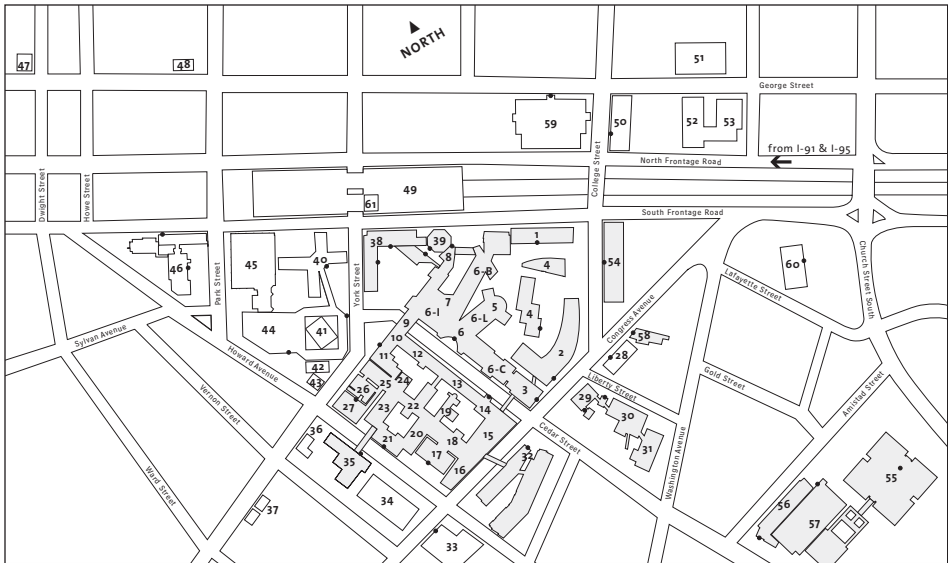 47
48
NORTH
51
George Street
59
50
52
53
from I-91 & I-95
North Frontage Road
College Street
Dwight Street
Howe Street
49
61
South Frontage Road
38
39
1
8
46
45
40
6-B
4
54
60
Park Street
York Street
Lafayette Street
Church Street South
7
5
6-I
6-L
4
44
41
9
6
Congress Avenue
58
Sylvan Avenue
10
12
2
28
Howard Avenue
42
11
6-C
43
25
24
13
3
Liberty Street
Gold Street
26
27
23
22
19
14
29
30
Amistad Street
Vernon Street
36
21
20
18
15
Cedar Street
31
35
17
16
32
Washington Avenue
Ward Street
55
34
37
56
57
33